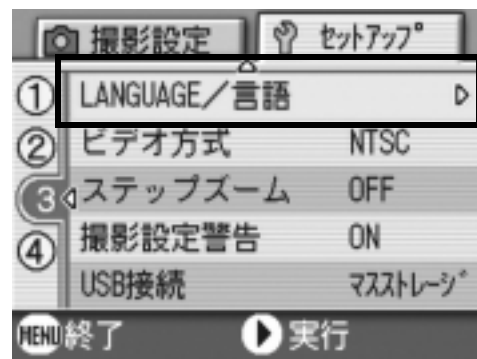 撮影設定 セットアップ
① LANGUAGE/言語
② ビデオ方式 NTSC
3 ステップズーム OFF
④ 撮影設定警告 ON
USB接続 マスストレージ
MENU 終了 実行